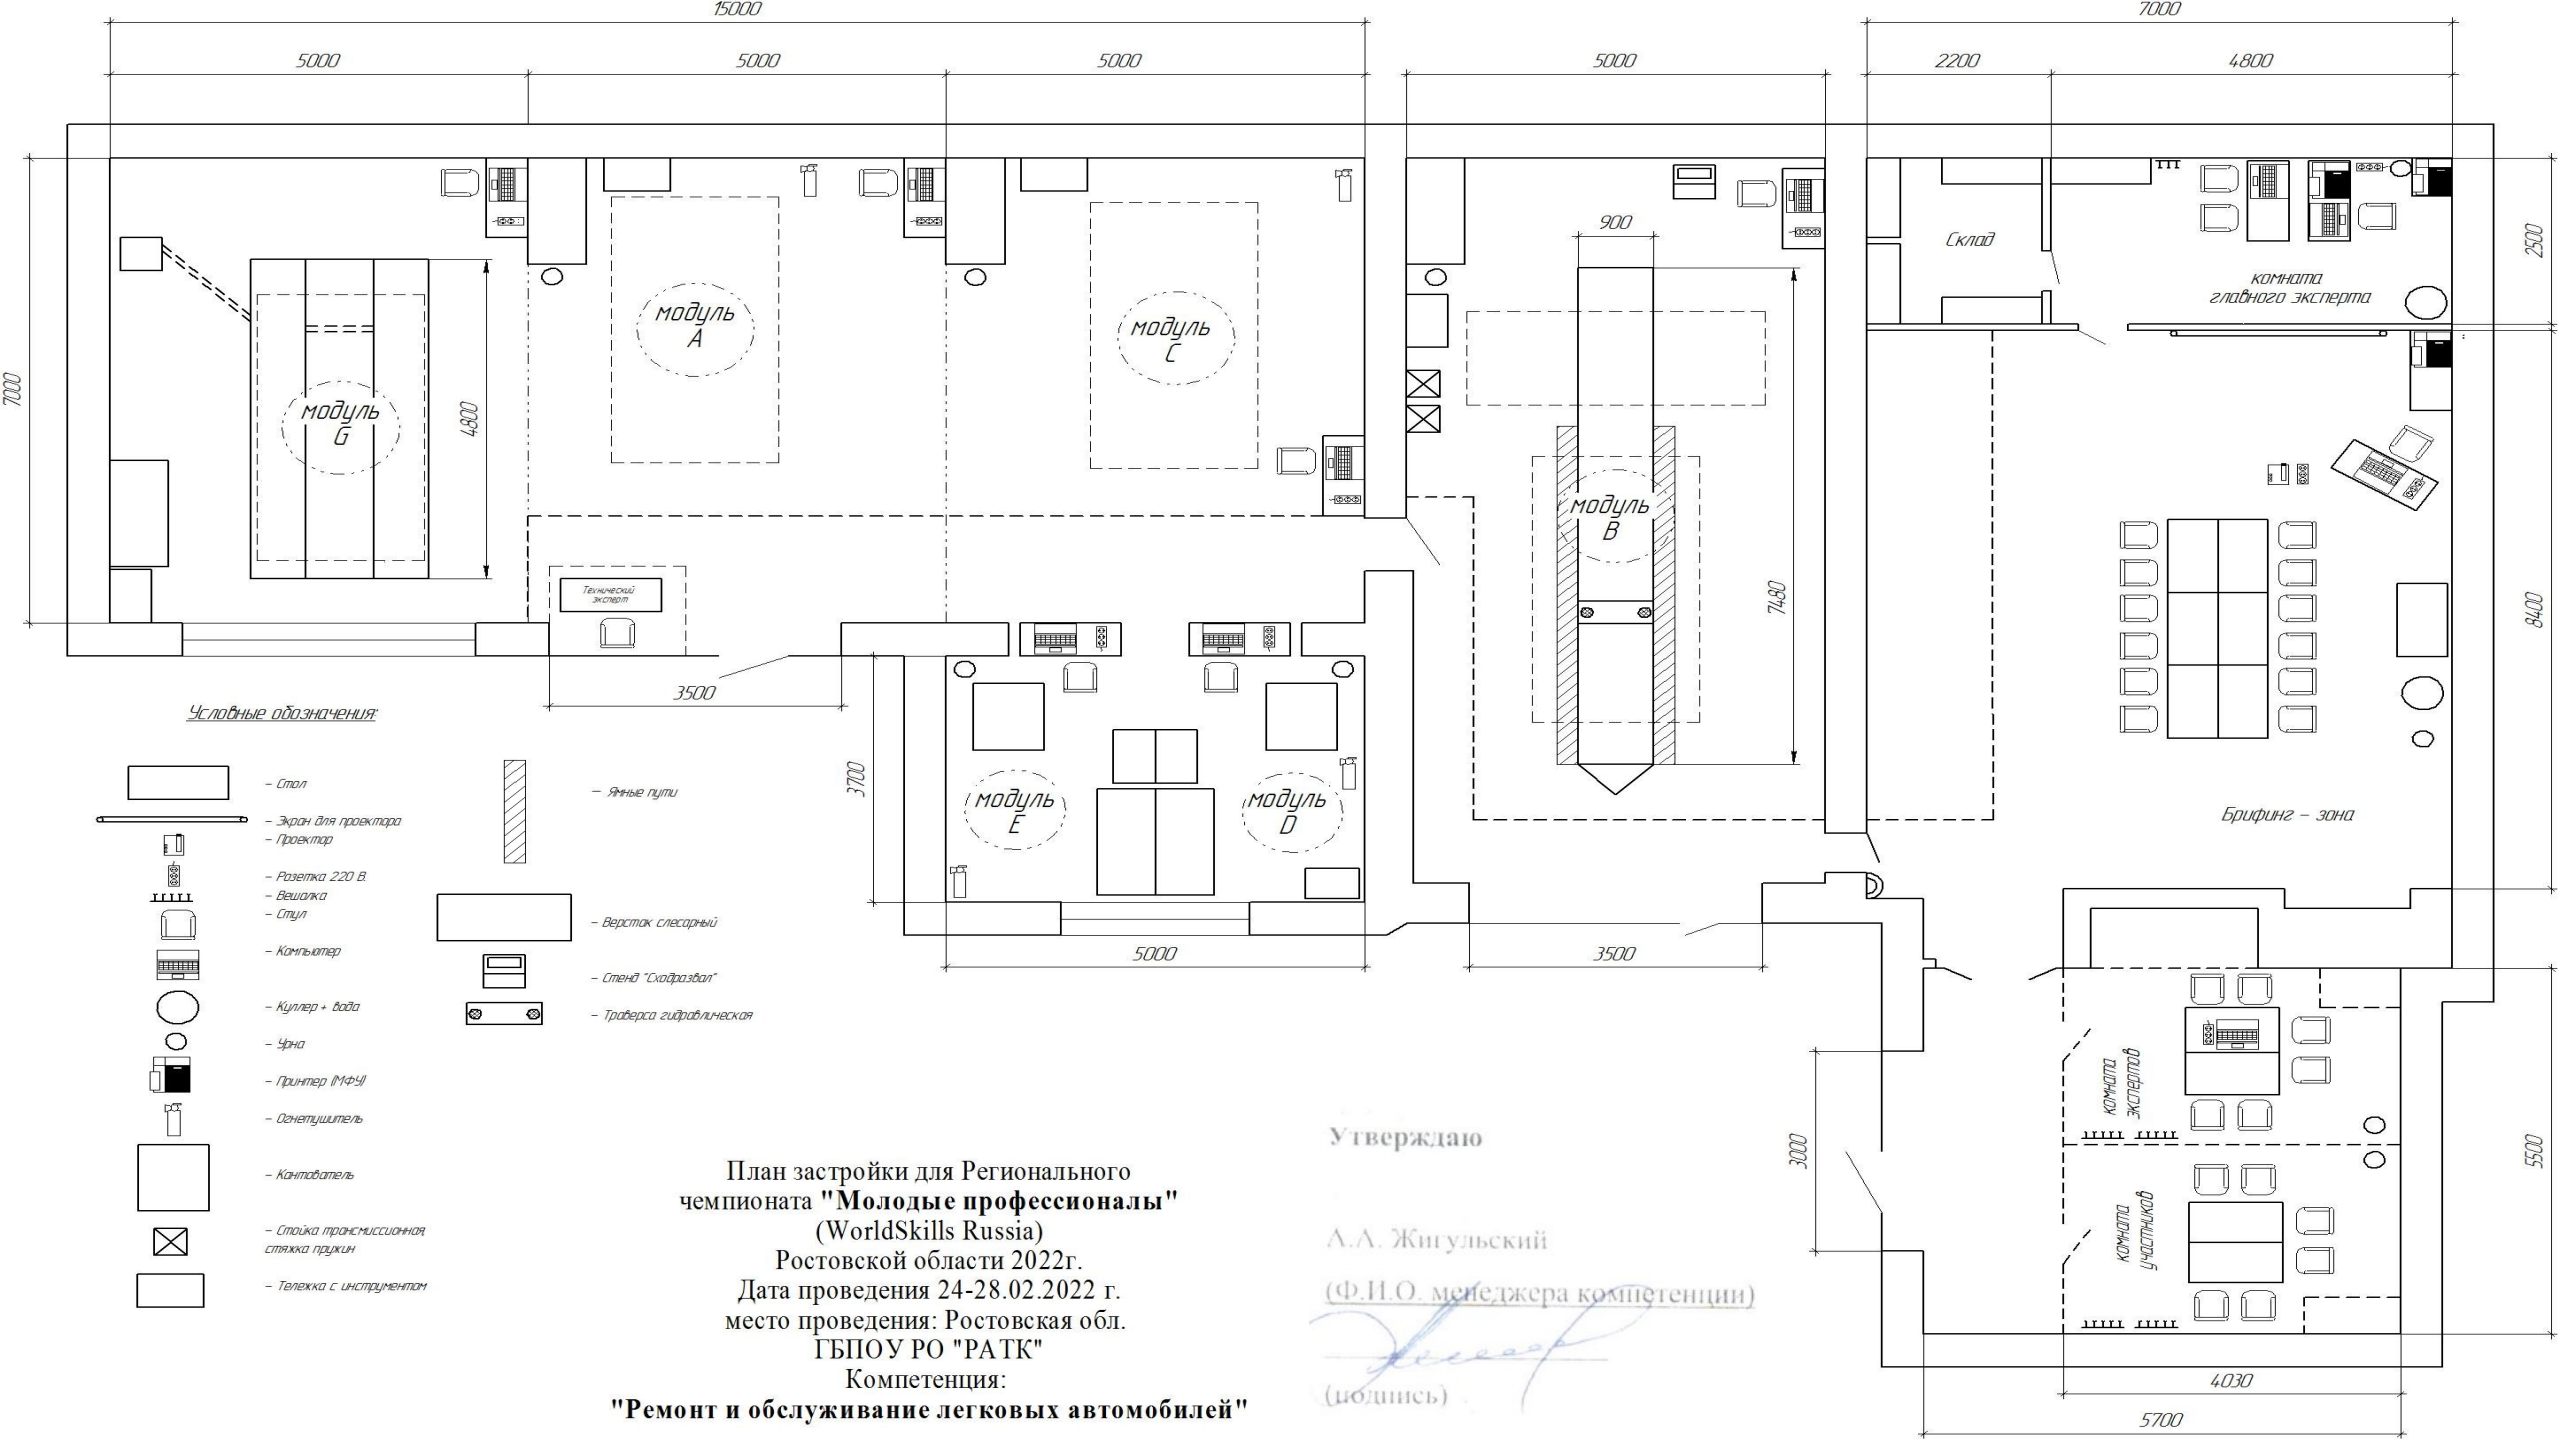 15000
7000
5000
5000
5000
5000
2200
4800
7000
900
Склад
комната
главного эксперта
2500
модуль
A
модуль
C
модуль
G
4800
модуль
B
7480
8400
Технический
эксперт
3500
3700
модуль
E
модуль
D
Брифинг - зона
5000
3500
Условные обозначения:
- Стол
- Экран для проектора
- Проектор
- Розетка 220 В.
- Вешалка
- Стул
- Компьютер
- Куллер + вода
- Урна
- Принтер (МФУ)
- Огнетушитель
- Кантователь
- Стойка трансмиссионная,
стяжка пружин
- Тележка с инструментом
- Ямные пути
- Верстак слесарный
- Стенд "Сходразвал"
- Траверса гидравлическая
План застройки для Регионального
чемпионата "Молодые профессионалы"
(WorldSkills Russia)
Ростовской области 2022г.
Дата проведения 24-28.02.2022 г.
место проведения: Ростовская обл.
ГБПОУ РО "РАТК"
Компетенция:
"Ремонт и обслуживание легковых автомобилей"
Утверждаю
А.А. Жигульский
(Ф.И.О. менеджера компетенции)
(подпись)
3000
комната
экспертов
комната
участников
5500
4030
5700